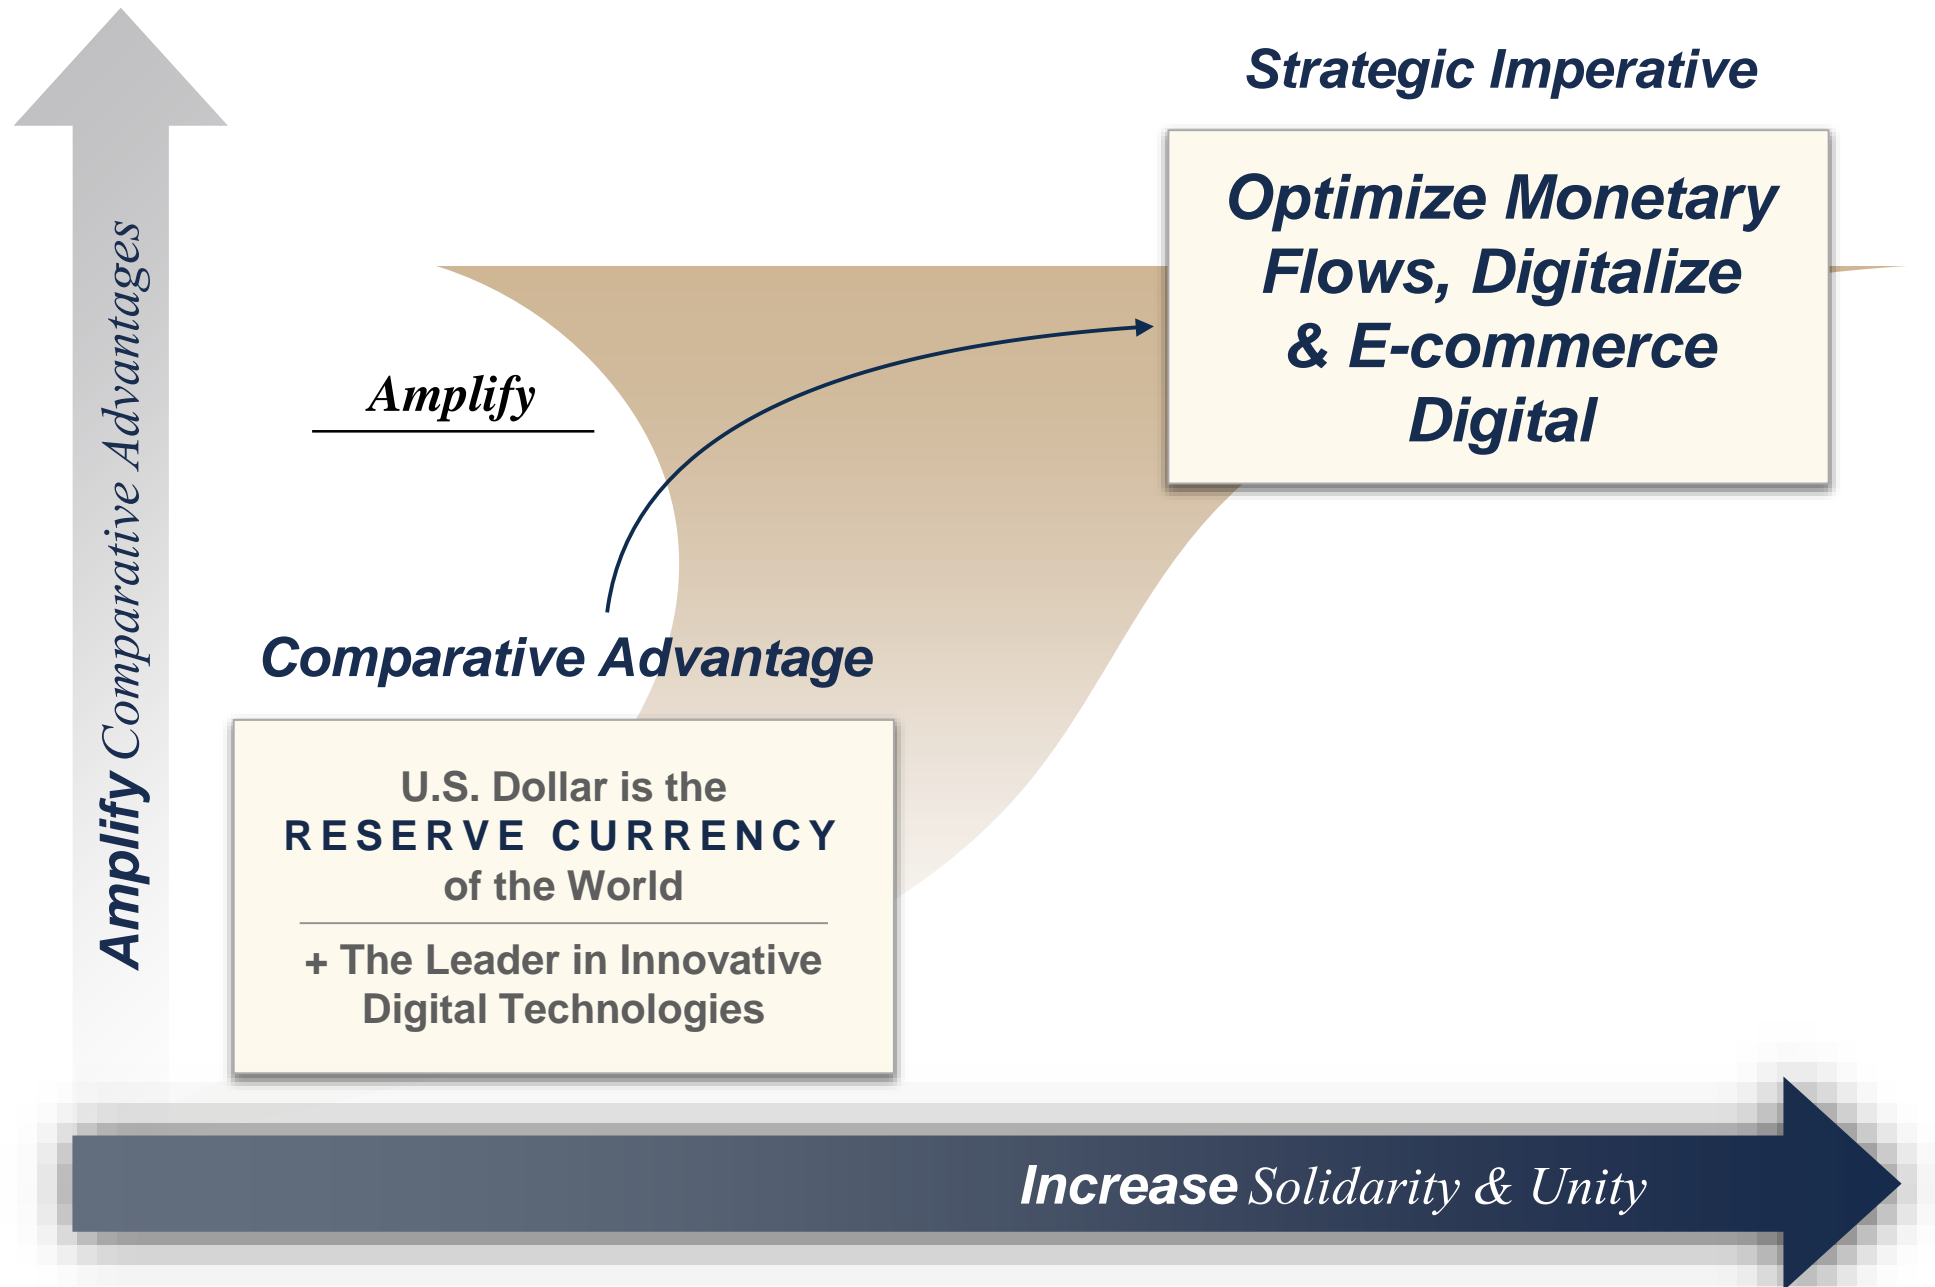 Strategic Imperative
Optimize Monetary
Flows, Digitalize
& E-commerce
Digital
Amplify
Comparative Advantage
U.S. Dollar is the
RESERVE CURRENCY
of the World
+ The Leader in Innovative
Digital Technologies
Amplify Comparative Advantages
Increase Solidarity & Unity